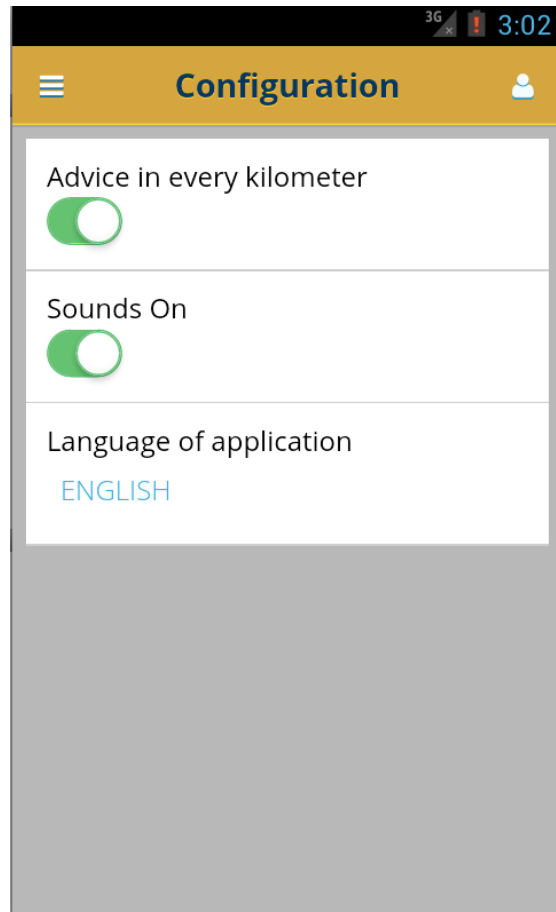 3G
3:02
Configuration
Advice in every kilometer
Sounds On
Language of application
ENGLISH